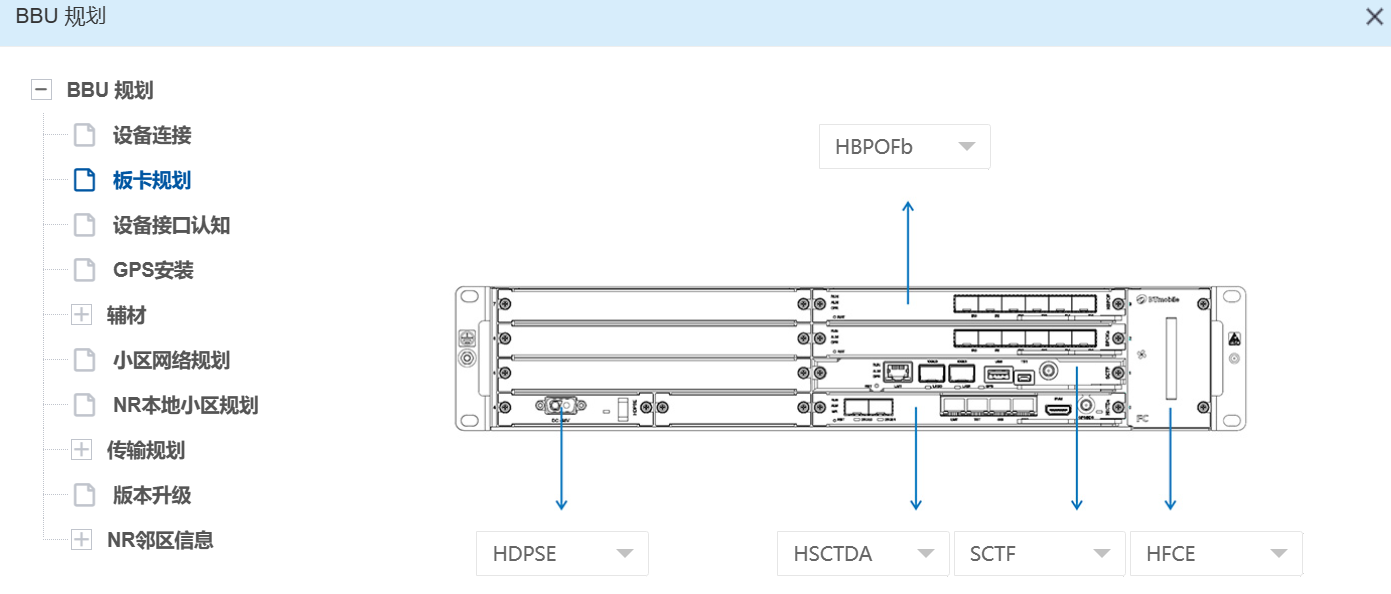 BBU 规划
BBU 规划
设备连接
板卡规划
设备接口认知
GPS安装
辅材
小区网络规划
NR本地小区规划
传输规划
版本升级
NR邻区信息
HBPOFb
HDPSE
HSCTDA
SCTF
HFCE